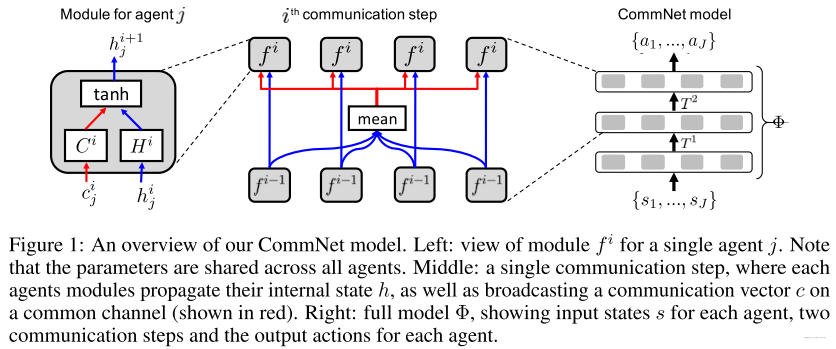 Module for agent j
i^th communication step
CommNet model
h_j^{i+1}
tanh
C^i
H^i
c_j^i
h_j^i
f^i
f^i
f^i
f^i
mean
f^{i-1}
f^{i-1}
f^{i-1}
f^{i-1}
{a_1, ..., a_J}
T^2
T^1
Φ
{s_1, ..., s_J}
Figure 1: An overview of our CommNet model. Left: view of module f^i for a single agent j. Note
that the parameters are shared across all agents. Middle: a single communication step, where each
agents modules propagate their internal state h, as well as broadcasting a communication vector c on
a common channel (shown in red). Right: full model Φ, showing input states s for each agent, two
communication steps and the output actions for each agent.